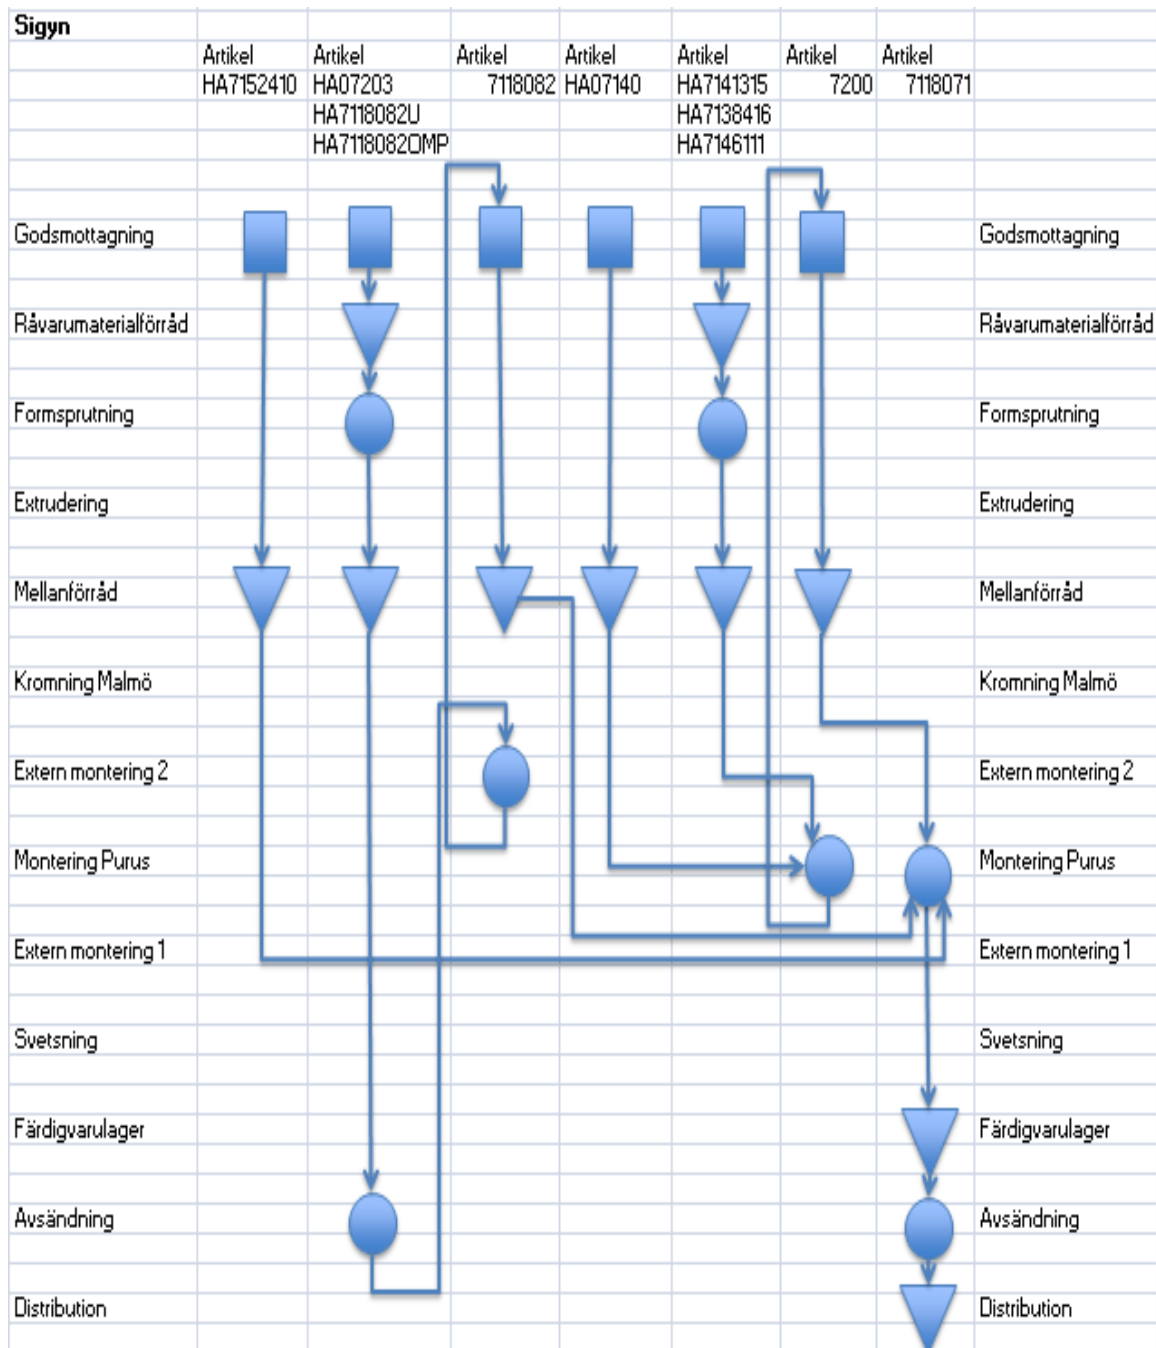 Sigyn
Artikel Artikel Artikel Artikel Artikel Artikel Artikel
HA7152410 HA07203 7118082 HA07140 HA7141315 7200 7118071
HA7118082U HA7138416
HA7118082OMP HA7146111
Godsmottagning Godsmottagning
Råvarumaterialförråd Råvarumaterialförråd
Formsprutning Formsprutning
Extrudering Extrudering
Mellanförråd Mellanförråd
Kromning Malmö Kromning Malmö
Extern montering 2 Extern montering 2
Montering Purus Montering Purus
Extern montering 1 Extern montering 1
Svetsning Svetsning
Färdigvarulager Färdigvarulager
Avsändning Avsändning
Distribution Distribution